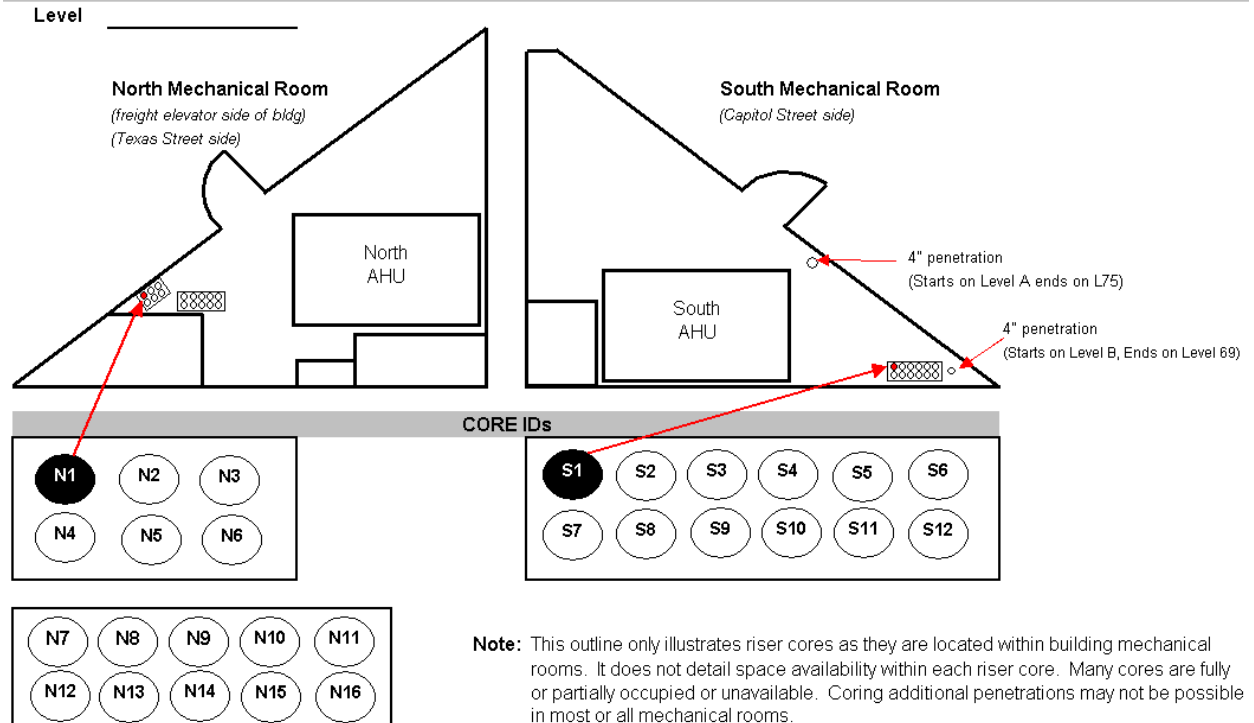 Level
North Mechanical Room
(freight elevator side of bldg)
(Texas Street side)
South Mechanical Room
(Capitol Street side)
North
AHU
South
AHU
4" penetration
(Starts on Level A ends on L75)
4" penetration
(Starts on Level B, Ends on Level 69)
CORE IDs
N1 N2 N3
N4 N5 N6
S1 S2 S3 S4 S5 S6
S7 S8 S9 S10 S11 S12
N7 N8 N9 N10 N11
N12 N13 N14 N15 N16
Note: This outline only illustrates riser cores as they are located within building mechanical
rooms. It does not detail space availability within each riser core. Many cores are fully
or partially occupied or unavailable. Coring additional penetrations may not be possible
in most or all mechanical rooms.